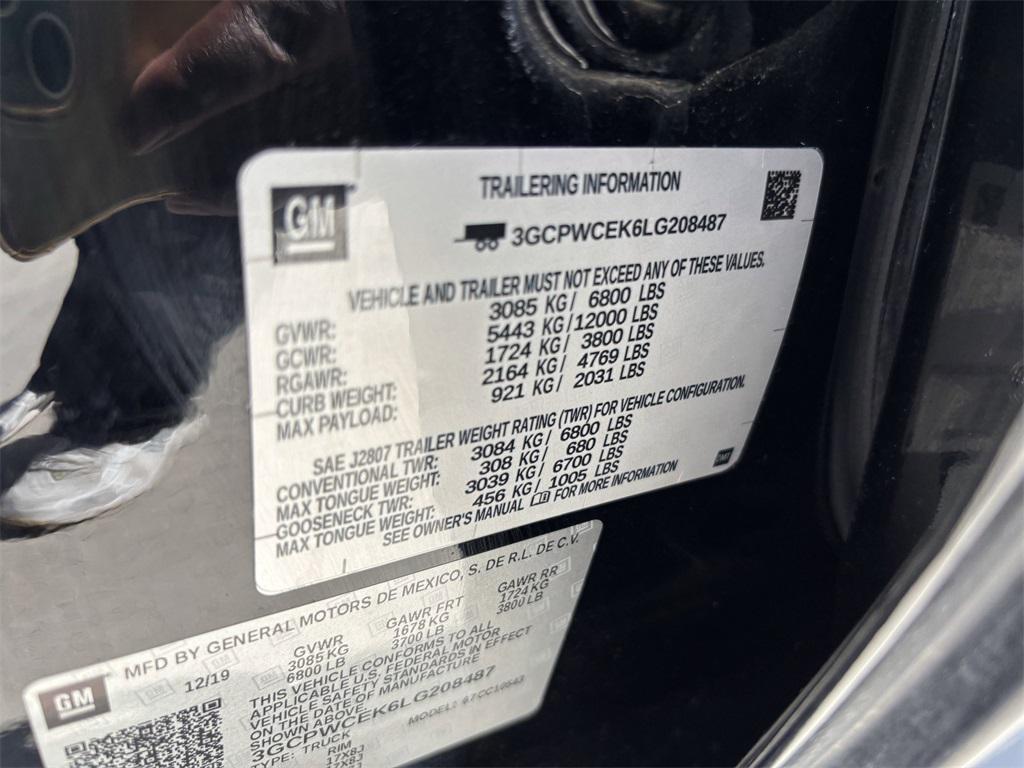 GM
TRAILERING INFORMATION
3GCPWCEK6LG208487
VEHICLE AND TRAILER MUST NOT EXCEED ANY OF THESE VALUES.
GVWR: 3085 KG/ 6800 LBS
GCWR: 5443 KG/12000 LBS
RGAWR: 1724 KG/ 3800 LBS
CURB WEIGHT: 2164 KG/ 4769 LBS
MAX PAYLOAD: 921 KG/ 2031 LBS
SAE J2807 TRAILER WEIGHT RATING (TWR) FOR VEHICLE CONFIGURATION.
CONVENTIONAL TWR: 3084 KG/ 6800 LBS
MAX TONGUE WEIGHT: 308 KG/ 680 LBS
GOOSENECK TWR: 3039 KG/ 6700 LBS
MAX TONGUE WEIGHT: 456 KG/ 1005 LBS
SEE OWNER'S MANUAL FOR MORE INFORMATION
GM
MFD BY GENERAL MOTORS DE MEXICO, S. DE R.L. DE C.V.
12/19
GVWR GAWR FRT GAWR RR
3085 KG 1678 KG 1724 KG
6800 LB 3700 LB 3800 LB
THIS VEHICLE CONFORMS TO ALL
APPLICABLE U.S. FEDERAL MOTOR
VEHICLE SAFETY STANDARDS IN EFFECT
ON THE DATE OF MANUFACTURE
SHOWN ABOVE.
3GCPWCEK6LG208487
TYPE: TRUCK MODEL:
RIM
17X8J
17X8J